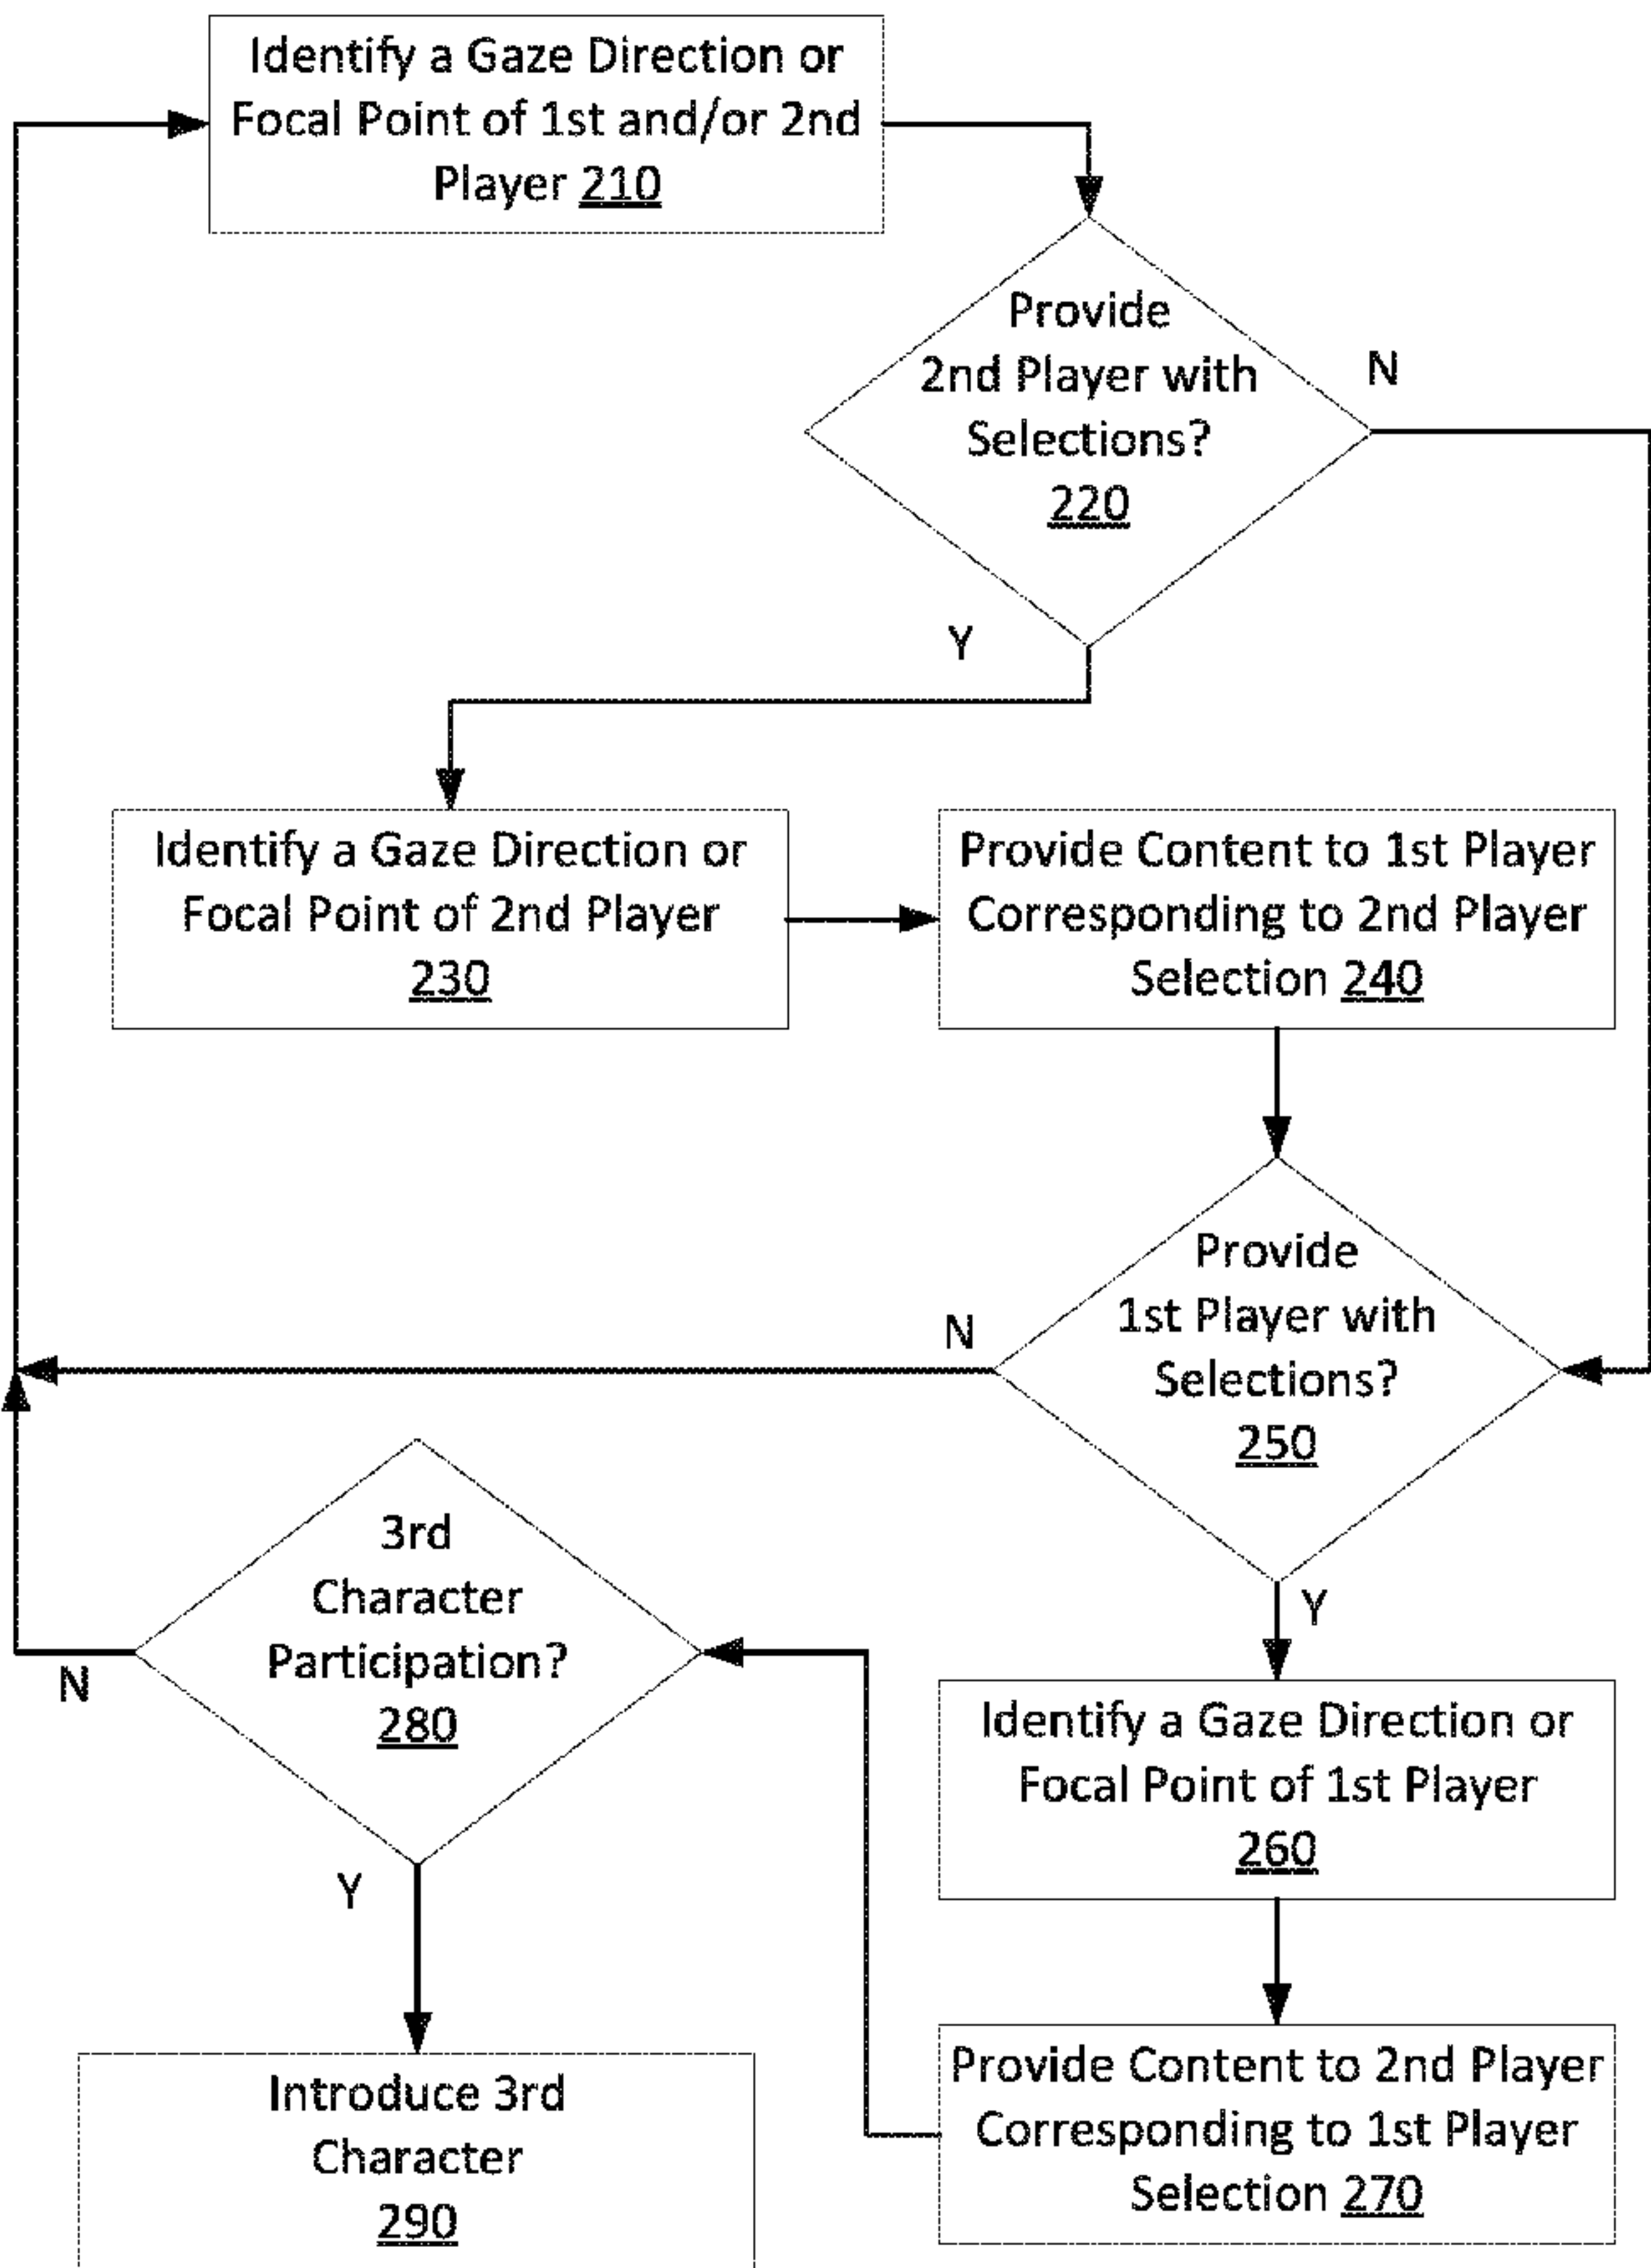 Identify a Gaze Direction or
Focal Point of 1st and/or 2nd
Player 210
Provide
2nd Player with
Selections?
220
N
Y
Identify a Gaze Direction or
Focal Point of 2nd Player
230
Provide Content to 1st Player
Corresponding to 2nd Player
Selection 240
Provide
1st Player with
Selections?
250
N
Y
3rd
Character
Participation?
280
N
Y
Identify a Gaze Direction or
Focal Point of 1st Player
260
Provide Content to 2nd Player
Corresponding to 1st Player
Selection 270
Introduce 3rd
Character
290